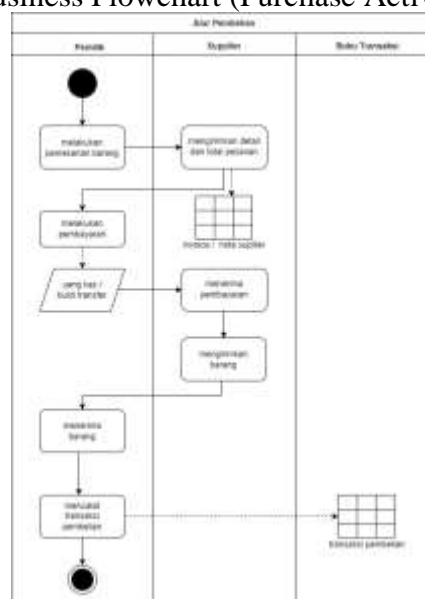 Business Flowchart (Purchase Activ
Alur Pembelian
Pemilik
Supplier
Buku Transaksi
melakukan
pemesanan barang
mengirimkan detail
dan total pesanan
melakukan
pembayaran
invoice / nota supplier
uang kas /
bukti transfer
menerima
pembayaran
mengirimkan
barang
menerima
barang
mencatat
transaksi
pembelian
transaksi pembelian